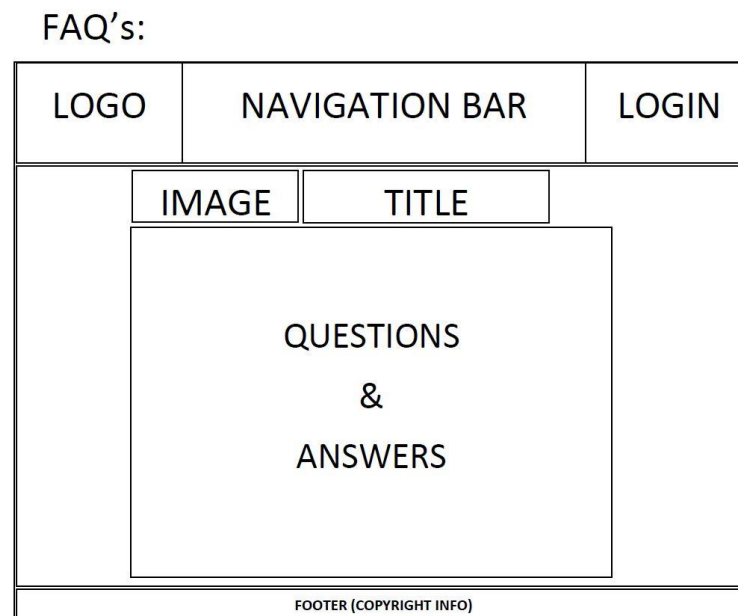 FAQ’s:
LOGO NAVIGATION BAR LOGIN
IMAGE TITLE
QUESTIONS
&
ANSWERS
FOOTER (COPYRIGHT INFO)